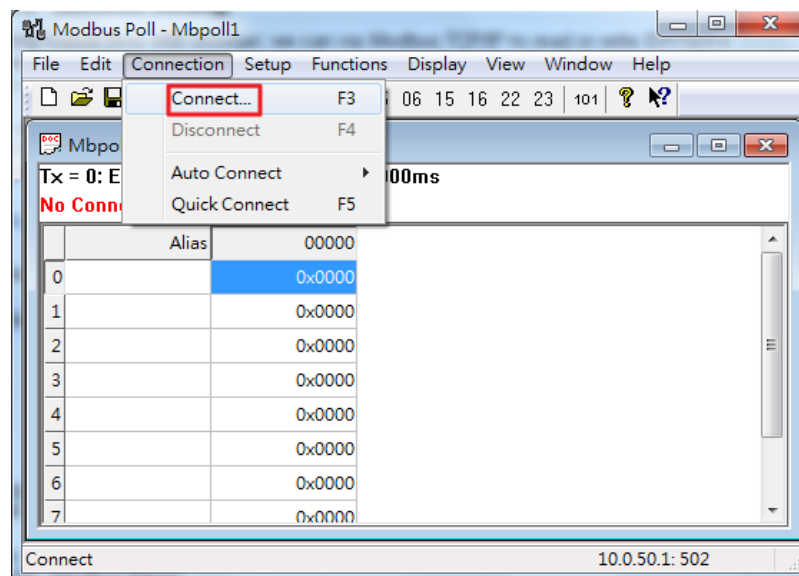 Modbus Poll - Mbpoll1
File Edit Connection Setup Functions Display View Window Help
Connect... F3
06 15 16 22 23 101
Disconnect F4
Mbpo
Auto Connect
Tx = 0: E 00ms
Quick Connect F5
No Conn
Alias 00000
0 0x0000
1 0x0000
2 0x0000
3 0x0000
4 0x0000
5 0x0000
6 0x0000
7 0x0000
Connect 10.0.50.1: 502